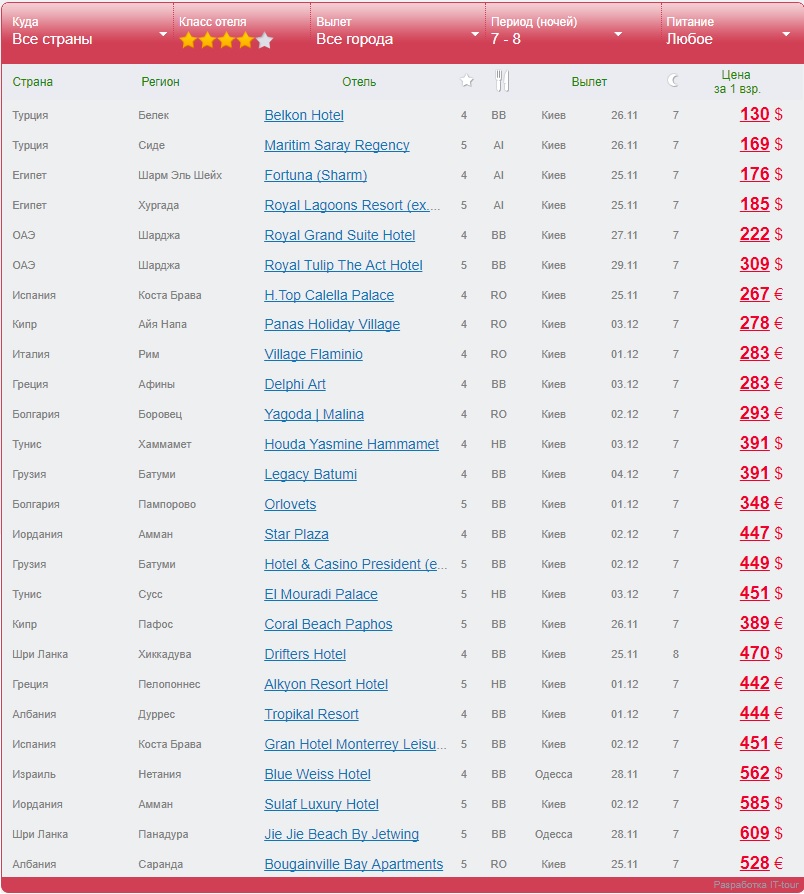 Куда Класс отеля Вылет Период (ночей) Питание
Все страны Все города 7 - 8 Любое
Страна Регион Отель Вылет Цена за 1 взр.
Турция Белек Belkon Hotel 4 BB Киев 26.11 7 130 $
Турция Сиде Maritim Saray Regency 5 AI Киев 26.11 7 169 $
Египет Шарм Эль Шейх Fortuna (Sharm) 4 AI Киев 25.11 7 176 $
Египет Хургада Royal Lagoons Resort (ex.... 5 AI Киев 25.11 7 185 $
ОАЭ Шарджа Royal Grand Suite Hotel 4 BB Киев 27.11 7 222 $
ОАЭ Шарджа Royal Tulip The Act Hotel 5 BB Киев 29.11 7 309 $
Испания Коста Брава H.Top Calella Palace 4 RO Киев 25.11 7 267 €
Кипр Айя Напа Panas Holiday Village 4 RO Киев 03.12 7 278 €
Италия Рим Village Flaminio 4 RO Киев 01.12 7 283 €
Греция Афины Delphi Art 4 BB Киев 03.12 7 283 €
Болгария Боровец Yagoda | Malina 4 RO Киев 02.12 7 293 €
Тунис Хаммамет Houda Yasmine Hammamet 4 HB Киев 03.12 7 391 $
Грузия Батуми Legacy Batumi 4 BB Киев 04.12 7 391 $
Болгария Пампорово Orlovets 5 BB Киев 01.12 7 348 €
Иордания Амман Star Plaza 4 BB Киев 02.12 7 447 $
Грузия Батуми Hotel & Casino President (e... 5 BB Киев 02.12 7 449 $
Тунис Сусс El Mouradi Palace 5 HB Киев 03.12 7 451 $
Кипр Пафос Coral Beach Paphos 5 BB Киев 26.11 7 389 €
Шри Ланка Хиккадува Drifters Hotel 4 BB Киев 25.11 8 470 $
Греция Пелопоннес Alkyon Resort Hotel 5 HB Киев 01.12 7 442 €
Албания Дуррес Tropikal Resort 4 BB Киев 01.12 7 444 €
Испания Коста Брава Gran Hotel Monterrey Leisu... 5 BB Киев 02.12 7 451 €
Израиль Нетания Blue Weiss Hotel 4 BB Одесса 28.11 7 562 $
Иордания Амман Sulaf Luxury Hotel 5 BB Киев 02.12 7 585 $
Шри Ланка Панадура Jie Jie Beach By Jetwing 5 BB Одесса 28.11 7 609 $
Албания Саранда Bougainville Bay Apartments 5 RO Киев 25.11 7 528 €
Разработка IT-tour